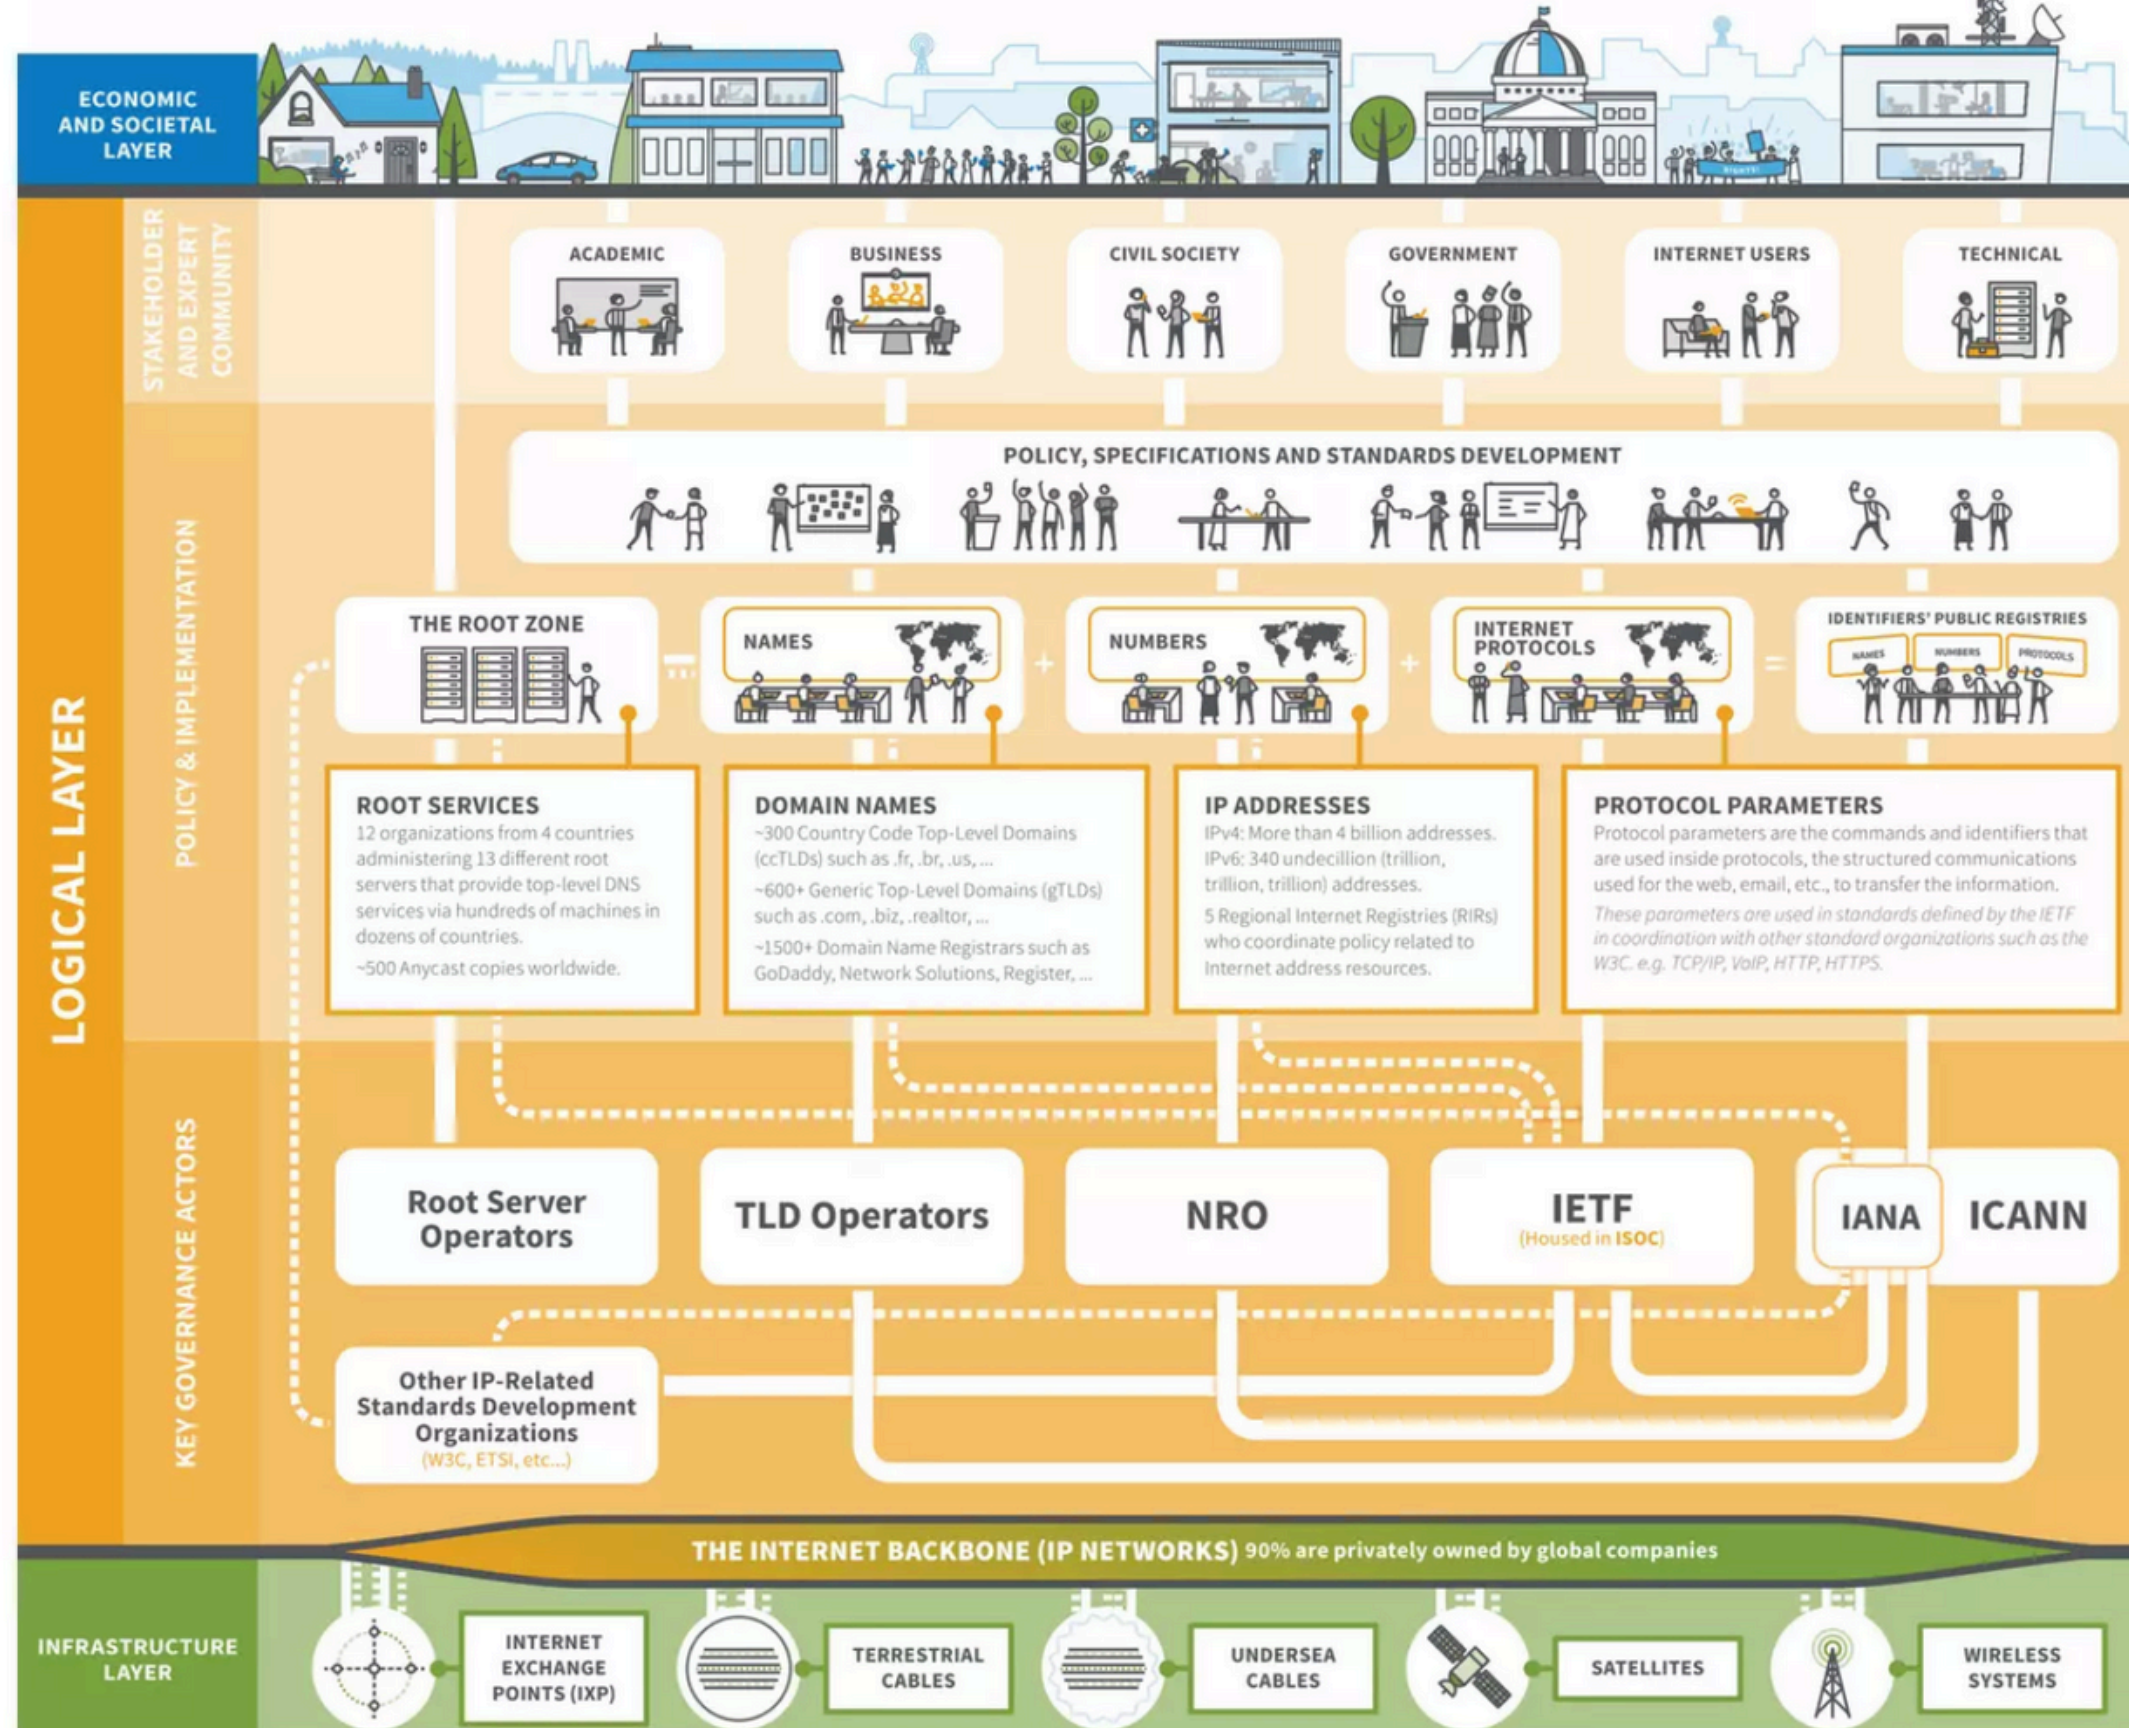 ECONOMIC
AND SOCIETAL
LAYER
RIGHTS!
LOGICAL LAYER
STAKEHOLDER
AND EXPERT
COMMUNITY
ACADEMIC
BUSINESS
CIVIL SOCIETY
GOVERNMENT
INTERNET USERS
TECHNICAL
POLICY & IMPLEMENTATION
POLICY, SPECIFICATIONS AND STANDARDS DEVELOPMENT
THE ROOT ZONE
NAMES
+
NUMBERS
+
INTERNET
PROTOCOLS
=
IDENTIFIERS' PUBLIC REGISTRIES
NAMES
NUMBERS
PROTOCOLS
ROOT SERVICES
12 organizations from 4 countries
administering 13 different root
servers that provide top-level DNS
services via hundreds of machines in
dozens of countries.
~500 Anycast copies worldwide.
DOMAIN NAMES
~300 Country Code Top-Level Domains
(ccTLDs) such as .fr, .br, .us, ...
~600+ Generic Top-Level Domains (gTLDs)
such as .com, .biz, .realtor, ...
~1500+ Domain Name Registrars such as
GoDaddy, Network Solutions, Register, ...
IP ADDRESSES
IPv4: More than 4 billion addresses.
IPv6: 340 undecillion (trillion,
trillion, trillion) addresses.
5 Regional Internet Registries (RIRs)
who coordinate policy related to
Internet address resources.
PROTOCOL PARAMETERS
Protocol parameters are the commands and identifiers that
are used inside protocols, the structured communications
used for the web, email, etc., to transfer the information.
These parameters are used in standards defined by the IETF
in coordination with other standard organizations such as the
W3C. e.g. TCP/IP, VoIP, HTTP, HTTPS.
KEY GOVERNANCE ACTORS
Root Server
Operators
TLD Operators
NRO
IETF
(Housed in ISOC)
IANA
ICANN
Other IP-Related
Standards Development
Organizations
(W3C, ETSI, etc...)
THE INTERNET BACKBONE (IP NETWORKS) 90% are privately owned by global companies
INFRASTRUCTURE
LAYER
INTERNET
EXCHANGE
POINTS (IXP)
TERRESTRIAL
CABLES
UNDERSEA
CABLES
SATELLITES
WIRELESS
SYSTEMS